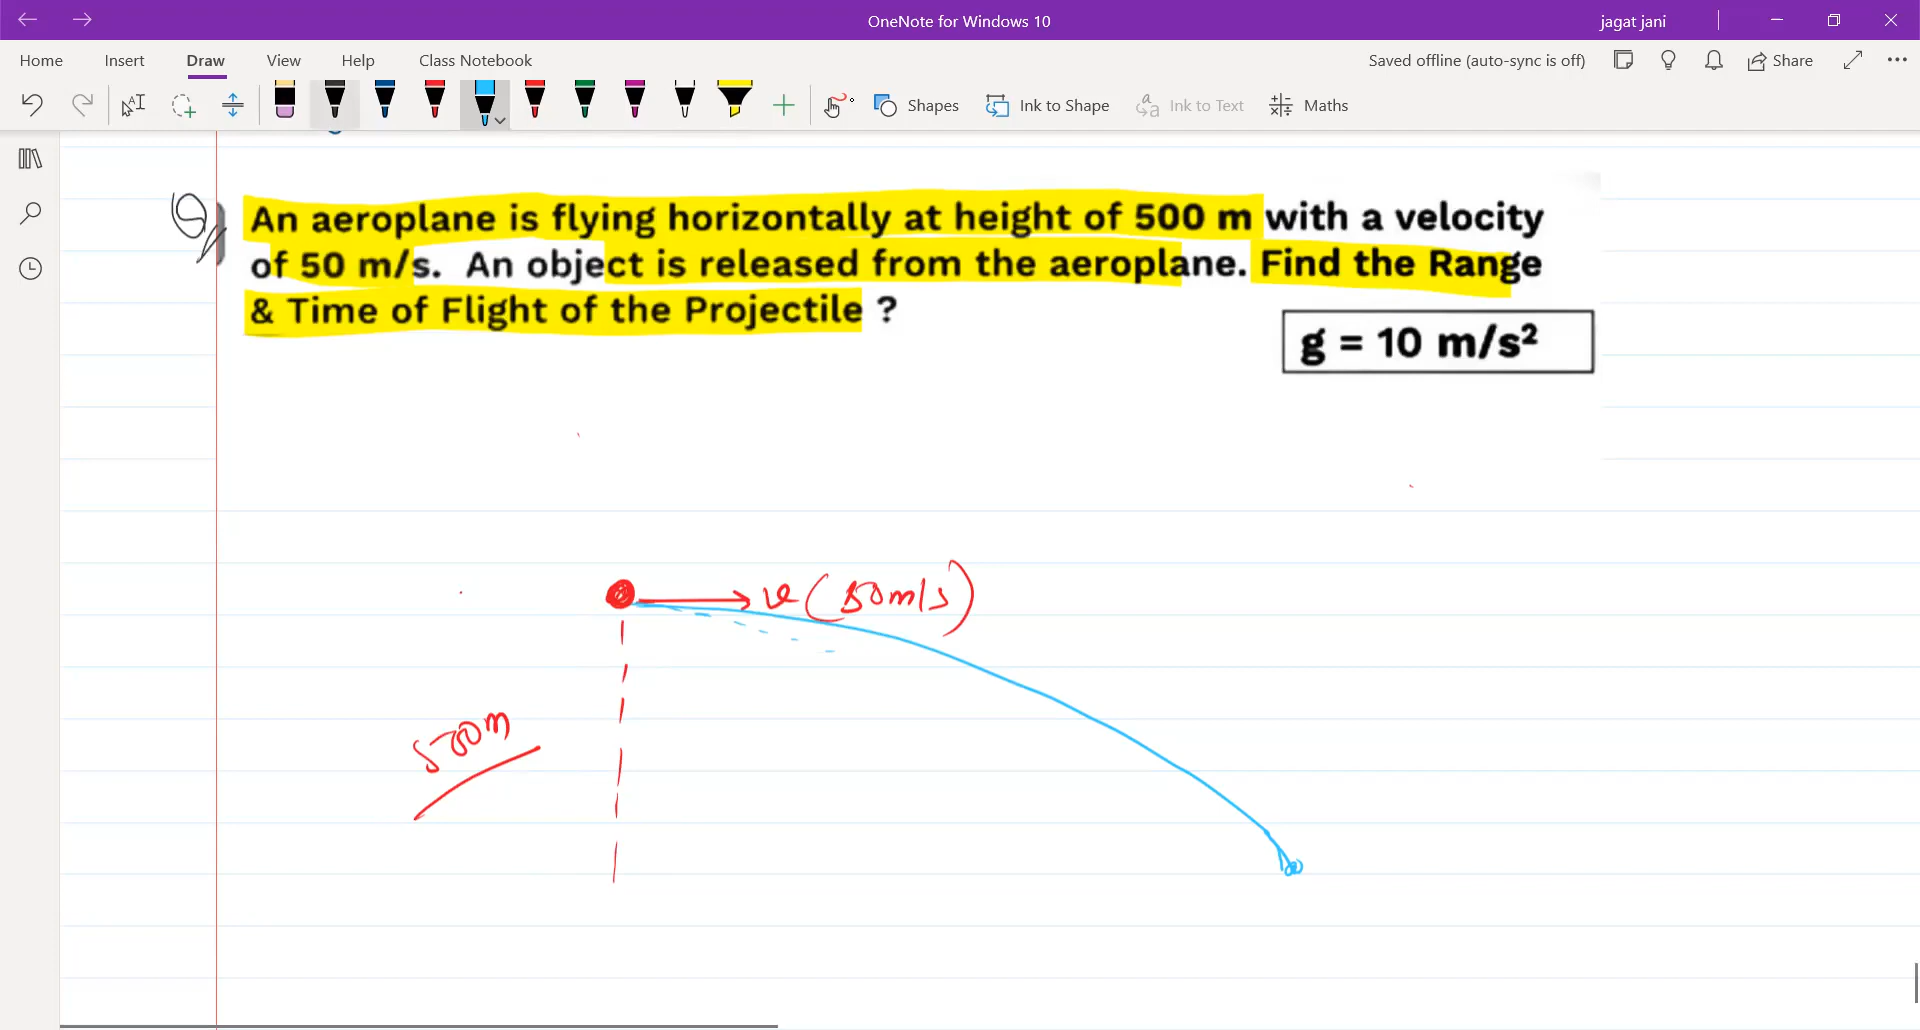 OneNote for Windows 10
jagat jani
Home Insert Draw View Help Class Notebook
Saved offline (auto-sync is off) Share
Shapes Ink to Shape Ink to Text Maths
Q
An aeroplane is flying horizontally at height of 500 m with a velocity
of 50 m/s. An object is released from the aeroplane. Find the Range
& Time of Flight of the Projectile ?
g = 10 m/s²
v (50m/s)
500m